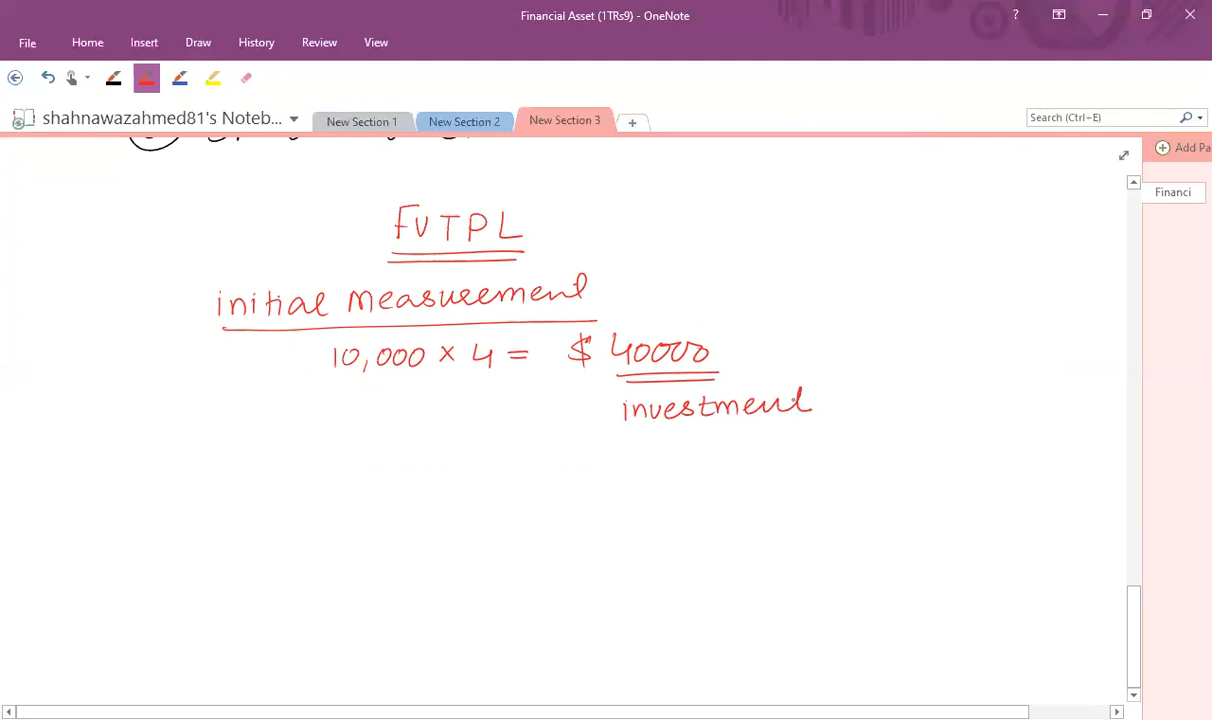 Financial Asset (1TRs9) - OneNote
?
File Home Insert Draw History Review View
shahnawazahmed81's Noteb...
New Section 1
New Section 2
New Section 3
Search (Ctrl-E)
Add Pa
Financi
FVTPL
initial Measurement
10,000 × 4 = $ 40000
investment